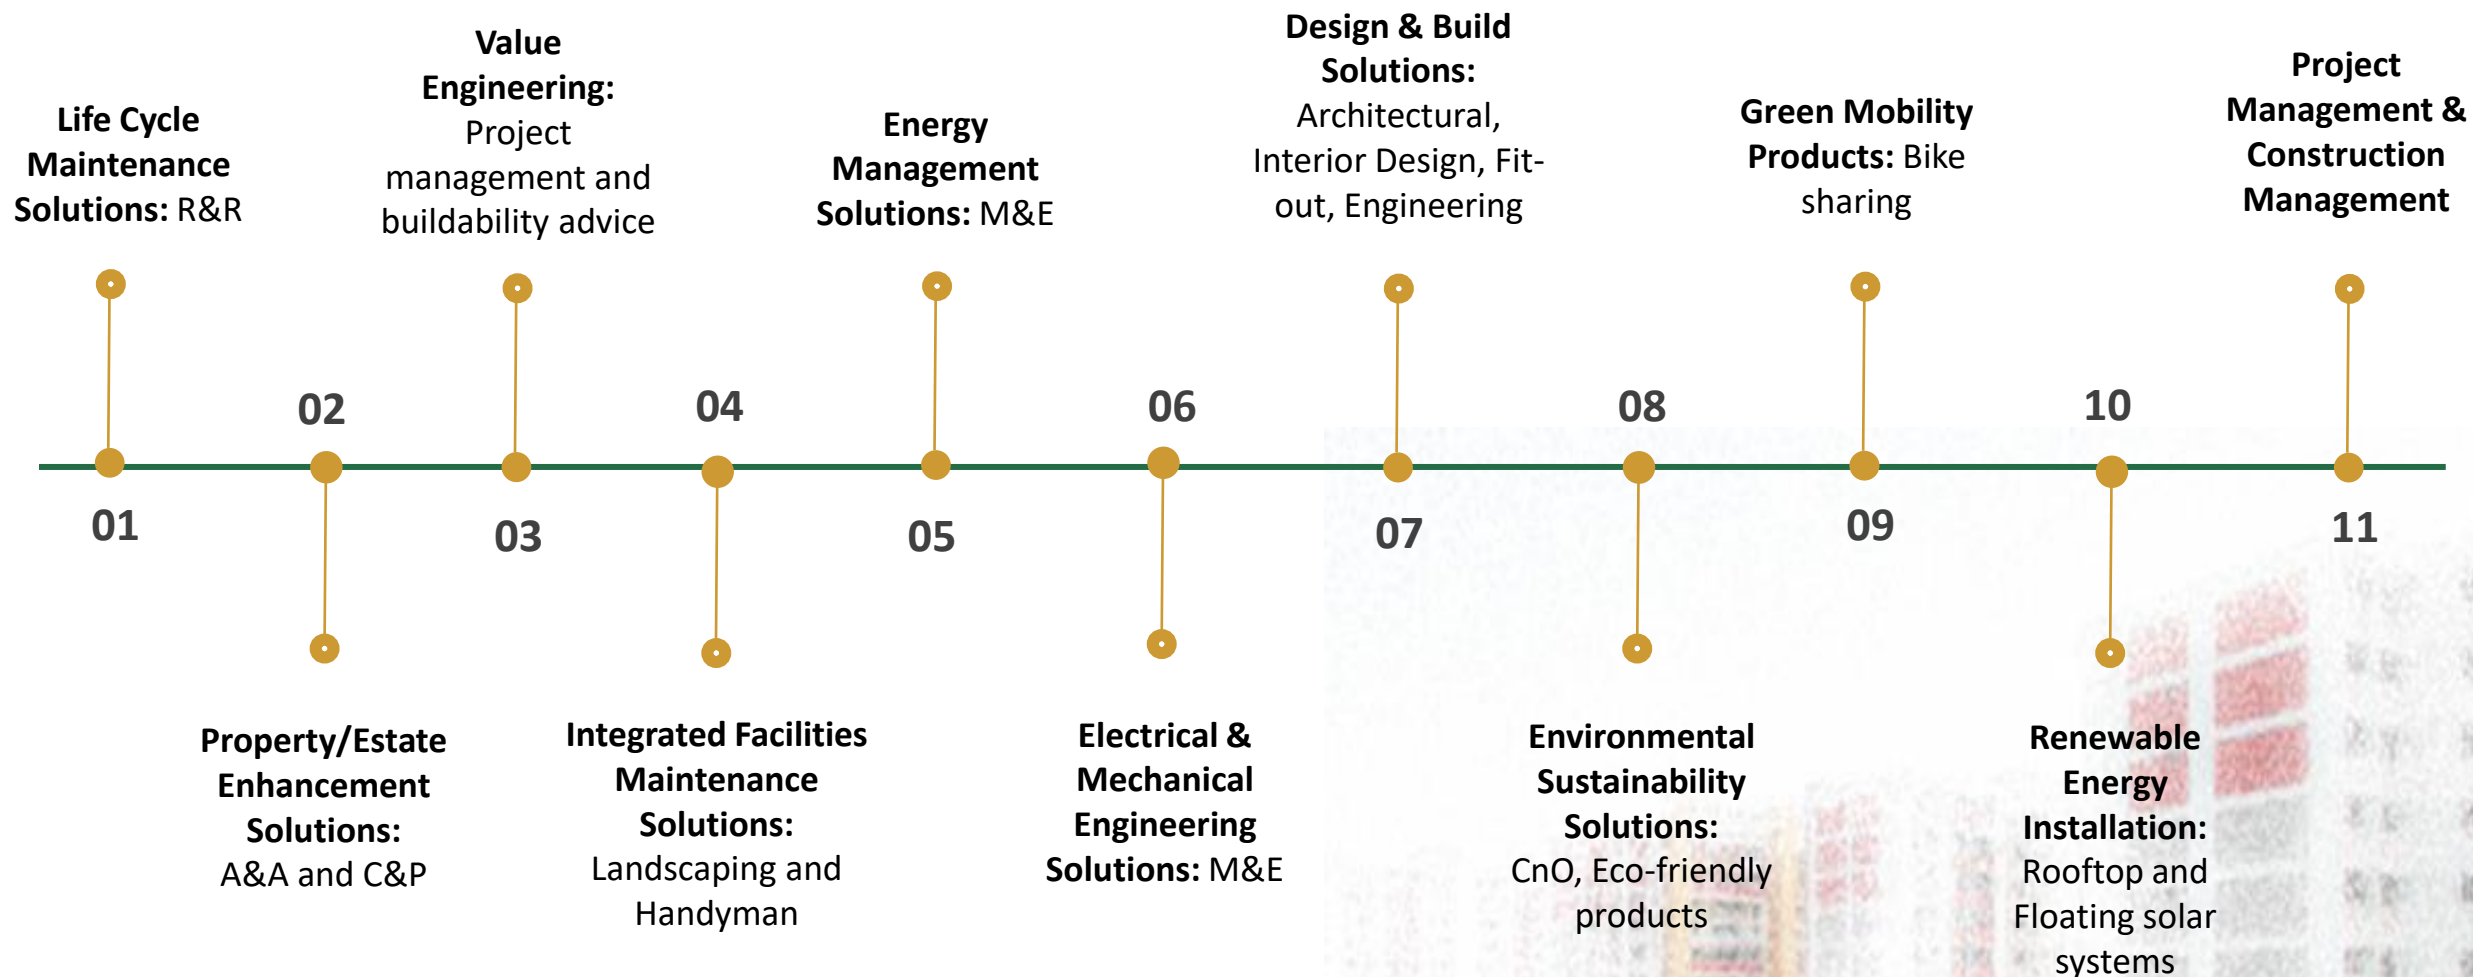 Life Cycle
Maintenance
Solutions: R&R
01
02
Property/Estate
Enhancement
Solutions:
A&A and C&P
Value
Engineering:
Project
management and
buildability advice
03
04
Integrated Facilities
Maintenance
Solutions:
Landscaping and
Handyman
Energy
Management
Solutions: M&E
05
06
Electrical &
Mechanical
Engineering
Solutions: M&E
Design & Build
Solutions:
Architectural,
Interior Design, Fit-
out, Engineering
07
08
Environmental
Sustainability
Solutions:
CnO, Eco-friendly
products
Green Mobility
Products: Bike
sharing
09
10
Renewable
Energy
Installation:
Rooftop and
Floating solar
systems
Project
Management &
Construction
Management
11